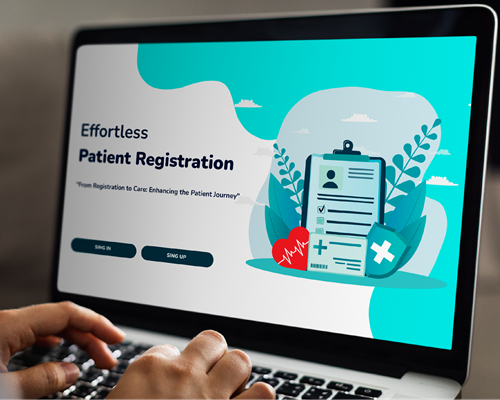 Effortless
Patient Registration
"From Registration to Care: Enhancing the Patient Journey"
SING IN
SING UP